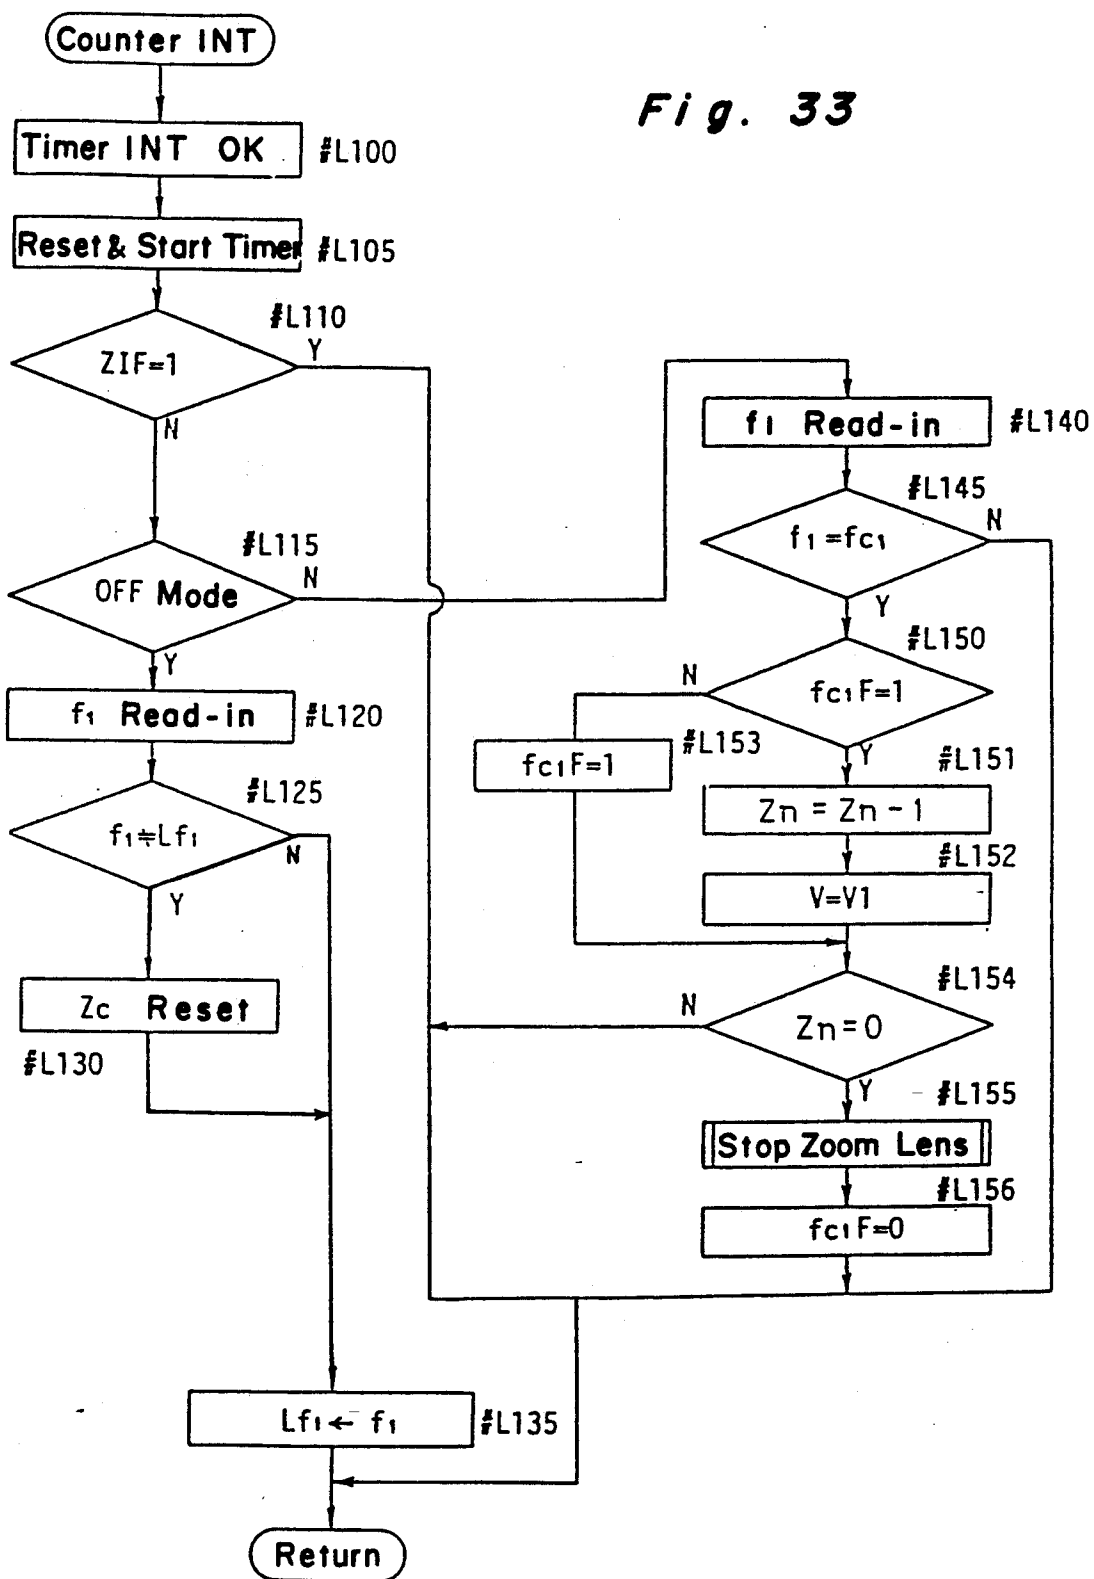 Counter INT
Fig. 33
Timer INT OK #L100
Reset & Start Timer #L105
#L110
ZIF=1
Y
N
#L115
OFF Mode
N
Y
f1 Read-in #L120
#L125
f1≒Lf1
N
Y
Zc Reset
#L130
f1 Read-in #L140
#L145
f1=fc1
N
Y
#L150
N
fc1F=1
Y
#L153
fc1F=1
#L151
Zn = Zn - 1
#L152
V=V1
#L154
N
Zn=0
Y
#L155
Stop Zoom Lens
#L156
fc1F=0
Lf1← f1 #L135
Return